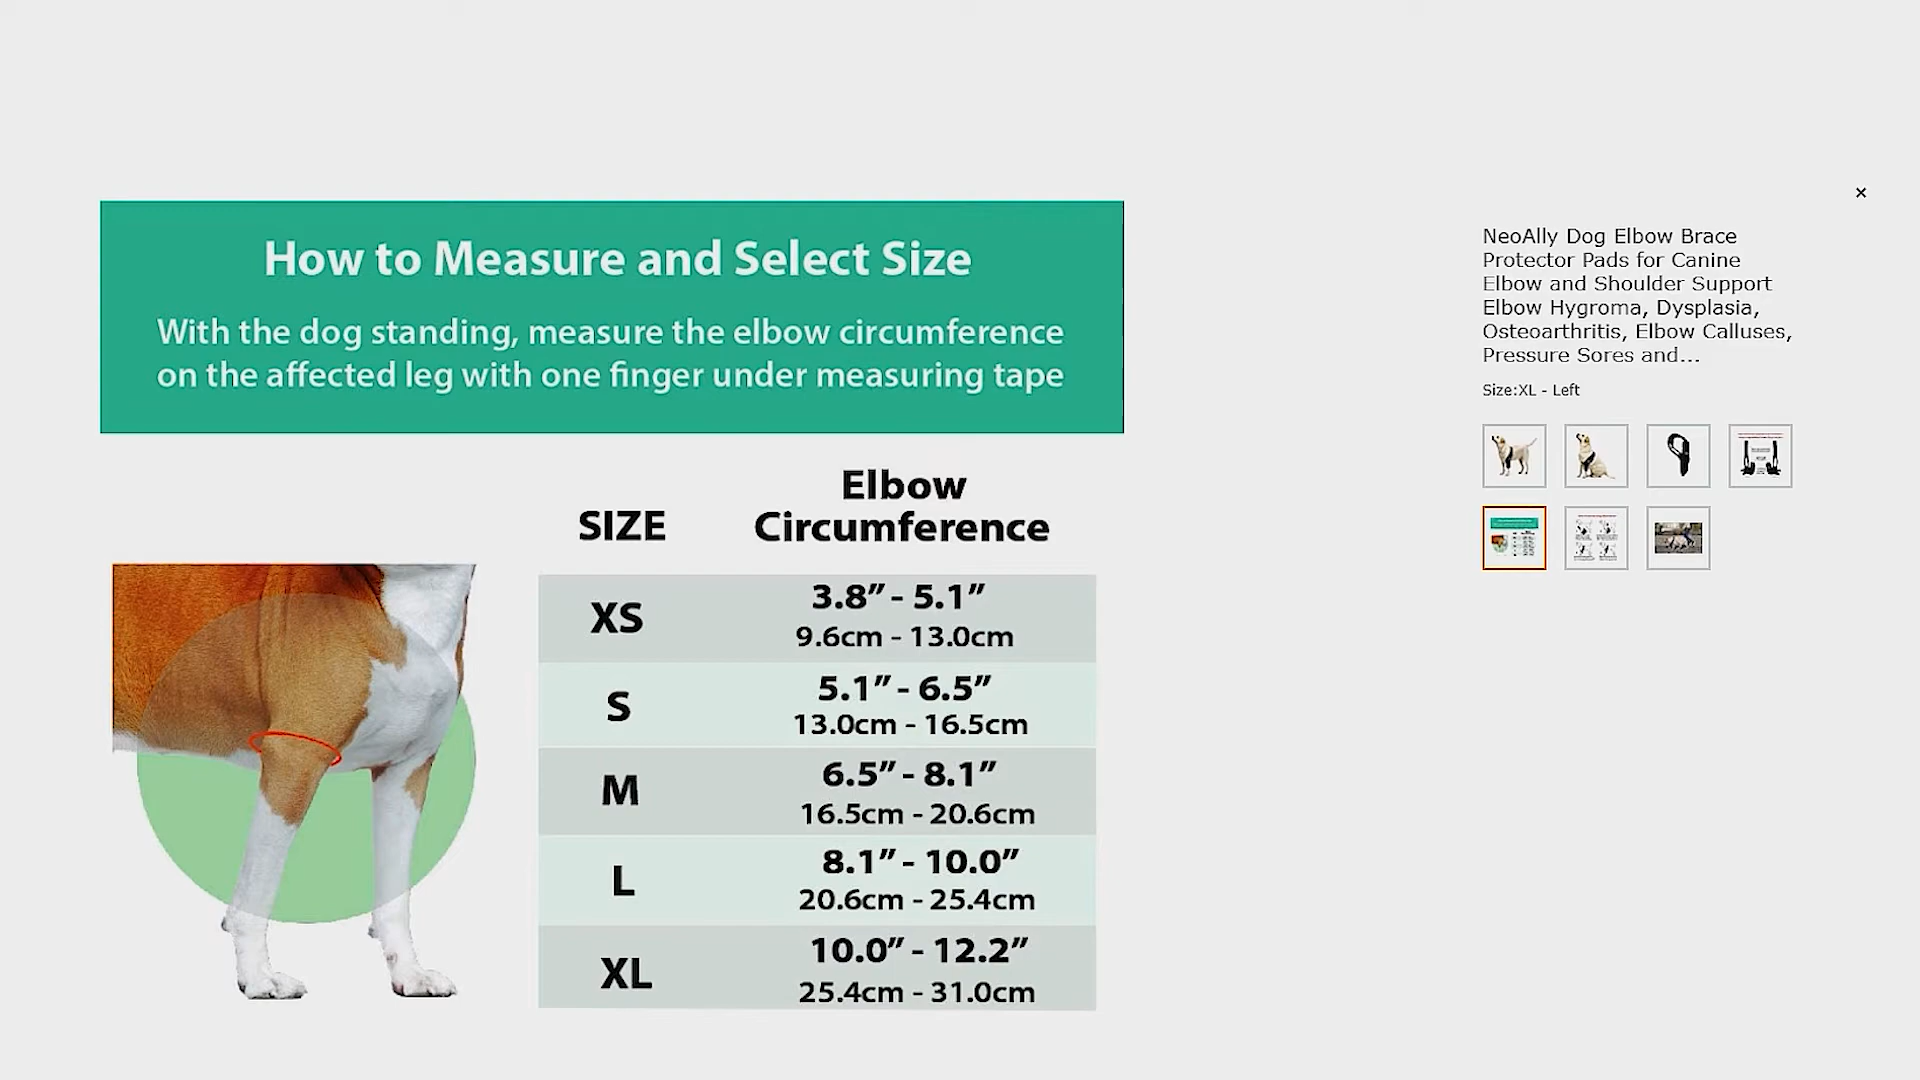 How to Measure and Select Size
With the dog standing, measure the elbow circumference
on the affected leg with one finger under measuring tape
SIZE
Elbow
Circumference
XS
3.8” - 5.1”
9.6cm - 13.0cm
S
5.1” - 6.5”
13.0cm - 16.5cm
M
6.5” - 8.1”
16.5cm - 20.6cm
L
8.1” - 10.0”
20.6cm - 25.4cm
XL
10.0” - 12.2”
25.4cm - 31.0cm
×
NeoAlly Dog Elbow Brace
Protector Pads for Canine
Elbow and Shoulder Support
Elbow Hygroma, Dysplasia,
Osteoarthritis, Elbow Calluses,
Pressure Sores and...
Size:XL - Left